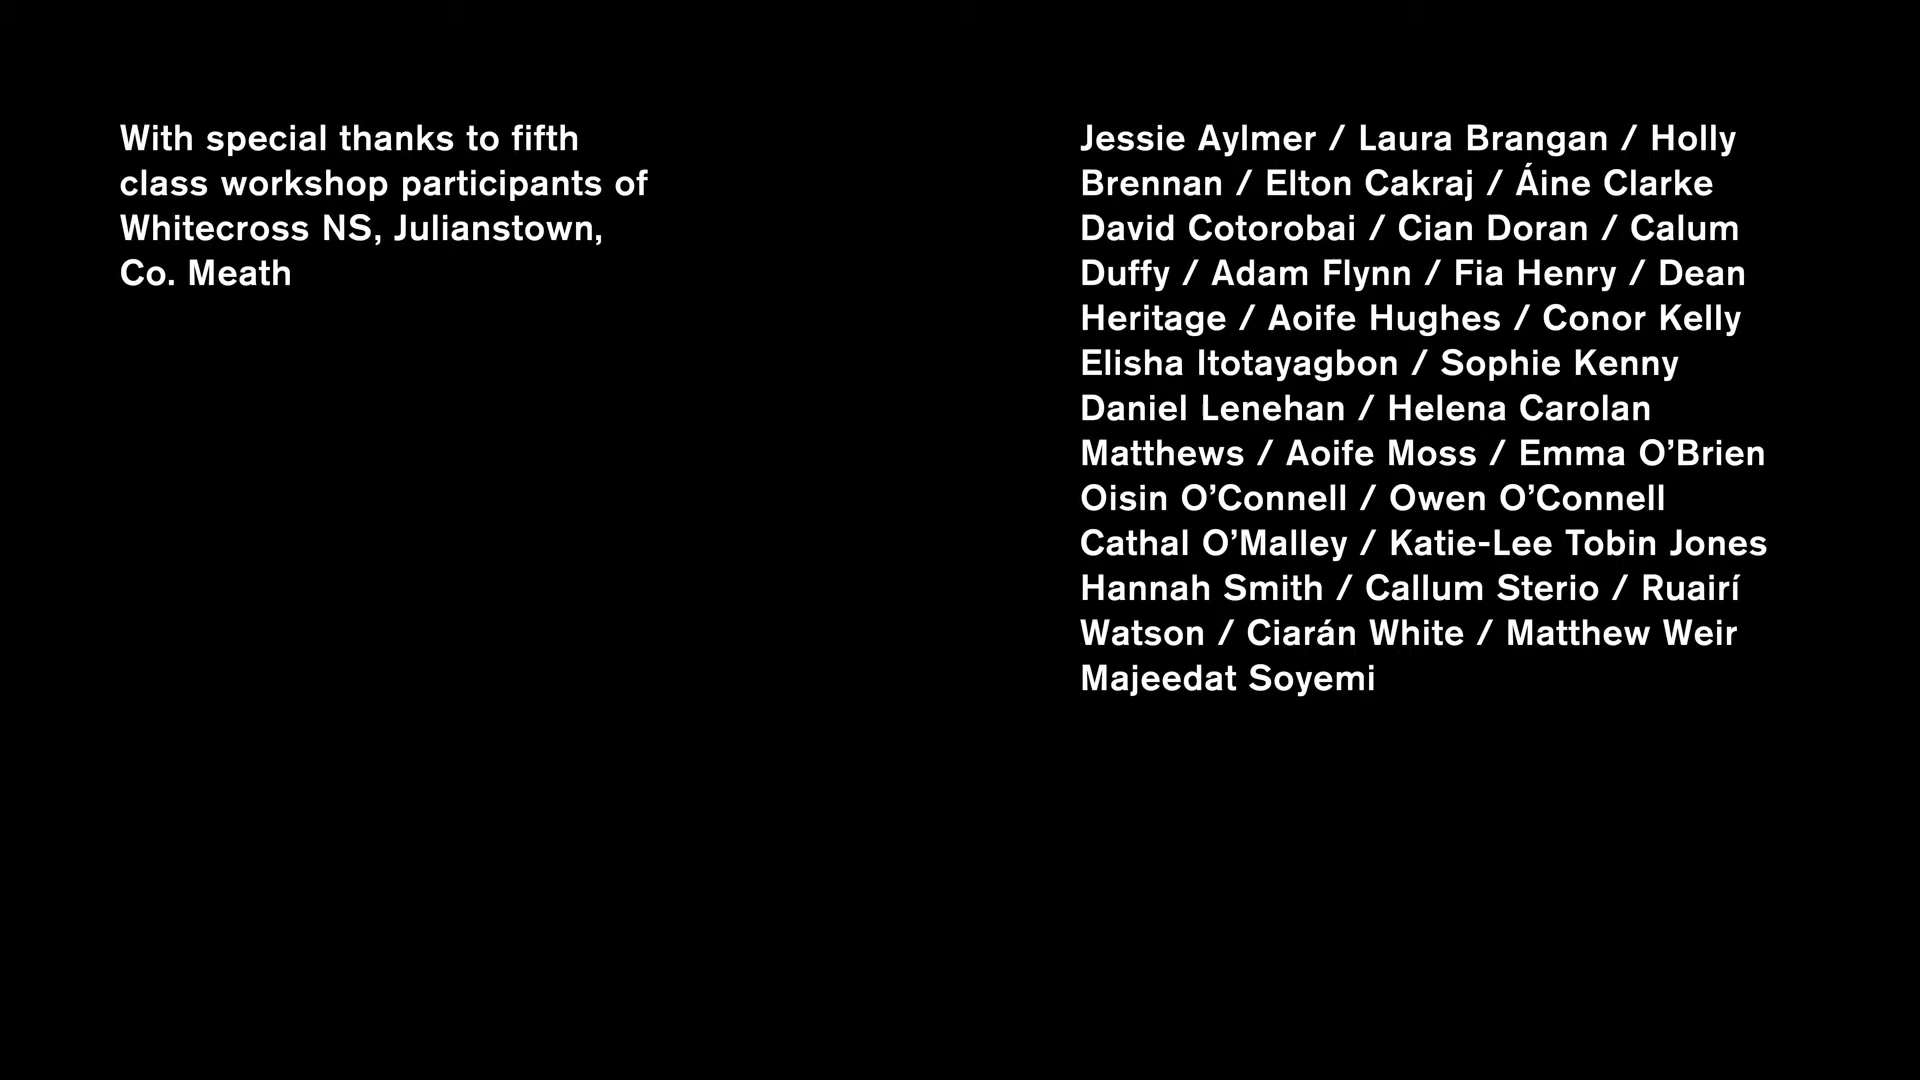 With special thanks to fifth
class workshop participants of
Whitecross NS, Julianstown,
Co. Meath
Jessie Aylmer / Laura Brangan / Holly
Brennan / Elton Cakraj / Áine Clarke
David Cotorobai / Cian Doran / Calum
Duffy / Adam Flynn / Fia Henry / Dean
Heritage / Aoife Hughes / Conor Kelly
Elisha Itotayagbon / Sophie Kenny
Daniel Lenehan / Helena Carolan
Matthews / Aoife Moss / Emma O’Brien
Oisin O’Connell / Owen O’Connell
Cathal O’Malley / Katie-Lee Tobin Jones
Hannah Smith / Callum Sterio / Ruairí
Watson / Ciarán White / Matthew Weir
Majeedat Soyemi